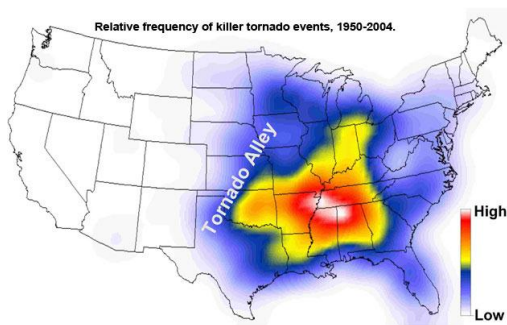 Relative frequency of killer tornado events, 1950-2004.
Tornado Alley
High
Low